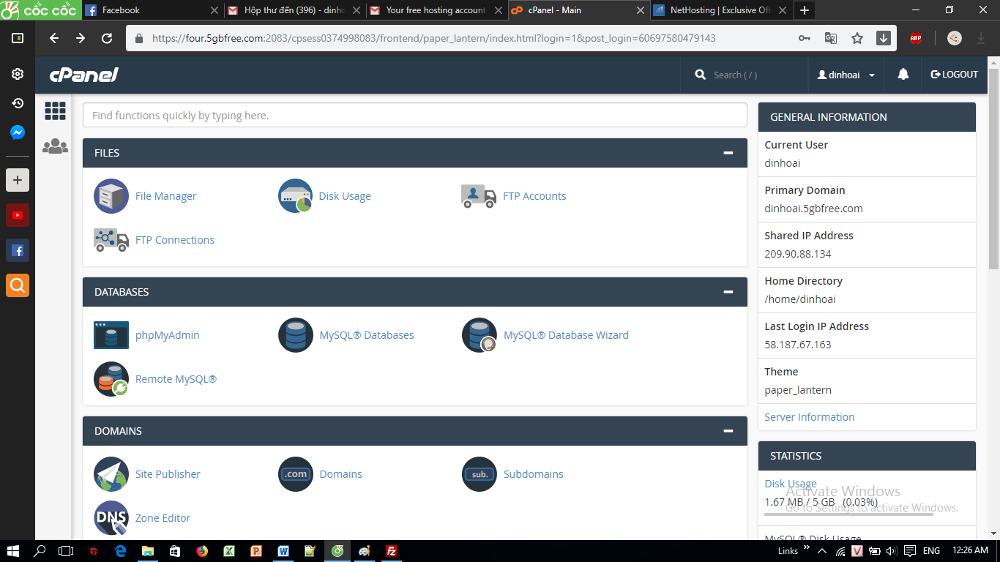 CỐC CỐC
Facebook
Hộp thư đến (396) - dinho
Your free hosting account
cPanel - Main
NetHosting | Exclusive Off
https://four.5gbfree.com:2083/cpsess0374998083/frontend/paper_lantern/index.html?login=1&post_login=60697580479143
ABP
cPanel
Search ( / )
dinhoai
LOGOUT
Find functions quickly by typing here.
FILES
File Manager
Disk Usage
FTP Accounts
FTP Connections
DATABASES
phpMyAdmin
MySQL® Databases
MySQL® Database Wizard
Remote MySQL®
DOMAINS
Site Publisher
.com
Domains
sub.
Subdomains
DNS
Zone Editor
GENERAL INFORMATION
Current User
dinhoai
Primary Domain
dinhoai.5gbfree.com
Shared IP Address
209.90.88.134
Home Directory
/home/dinhoai
Last Login IP Address
58.187.67.163
Theme
paper_lantern
Server Information
STATISTICS
Disk Usage
1.67 MB / 5 GB (0.03%)
MySQL® Disk Usage
Activate Windows
Go to Settings to activate Windows.
Links
ENG
12:26 AM